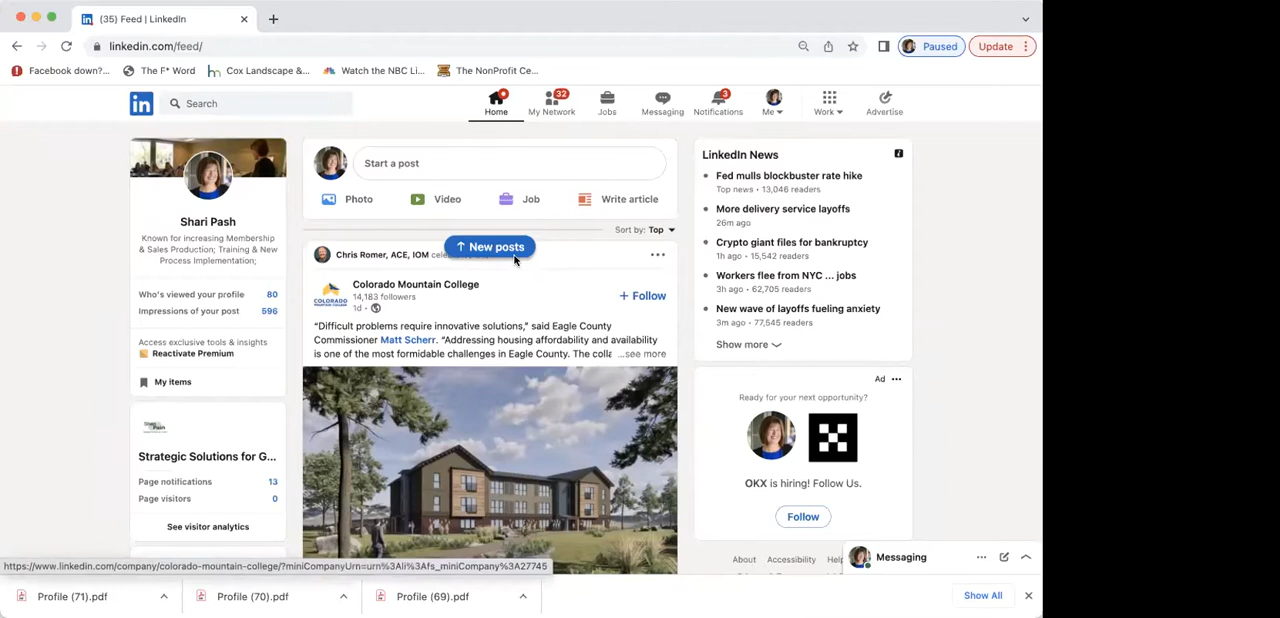 (35) Feed | LinkedIn
linkedin.com/feed/
Paused
Update
Facebook down?...
The F* Word
Cox Landscape &...
Watch the NBC Li...
The NonProfit Ce...
in
Search
Home
32
My Network
Jobs
Messaging
3
Notifications
Me
Work
Advertise
Shari Pash
Known for increasing Membership
& Sales Production; Training & New
Process Implementation;
Who's viewed your profile 80
Impressions of your post 596
Access exclusive tools & insights
Reactivate Premium
My items
Shari Pash
Strategic Solutions for G...
Page notifications 13
Page visitors 0
See visitor analytics
Start a post
Photo
Video
Job
Write article
Sort by: Top
↑ New posts
Chris Romer, ACE, IOM
COLORADO
MOUNTAIN COLLEGE
Colorado Mountain College
14,183 followers
1d •
+ Follow
“Difficult problems require innovative solutions,” said Eagle County
Commissioner Matt Scherr. “Addressing housing affordability and availability
is one of the most formidable challenges in Eagle County. The colla ...see more
LinkedIn News
Fed mulls blockbuster rate hike
Top news • 13,046 readers
More delivery service layoffs
26m ago
Crypto giant files for bankruptcy
1h ago • 15,542 readers
Workers flee from NYC ... jobs
3h ago • 62,705 readers
New wave of layoffs fueling anxiety
3m ago • 77,545 readers
Show more
Ad
Ready for your next opportunity?
OKX is hiring! Follow Us.
Follow
About
Accessibility
Help
Messaging
https://www.linkedin.com/company/colorado-mountain-college/?miniCompanyUrn=urn%3Ali%3Afs_miniCompany%3A27745
Profile (71).pdf
Profile (70).pdf
Profile (69).pdf
Show All